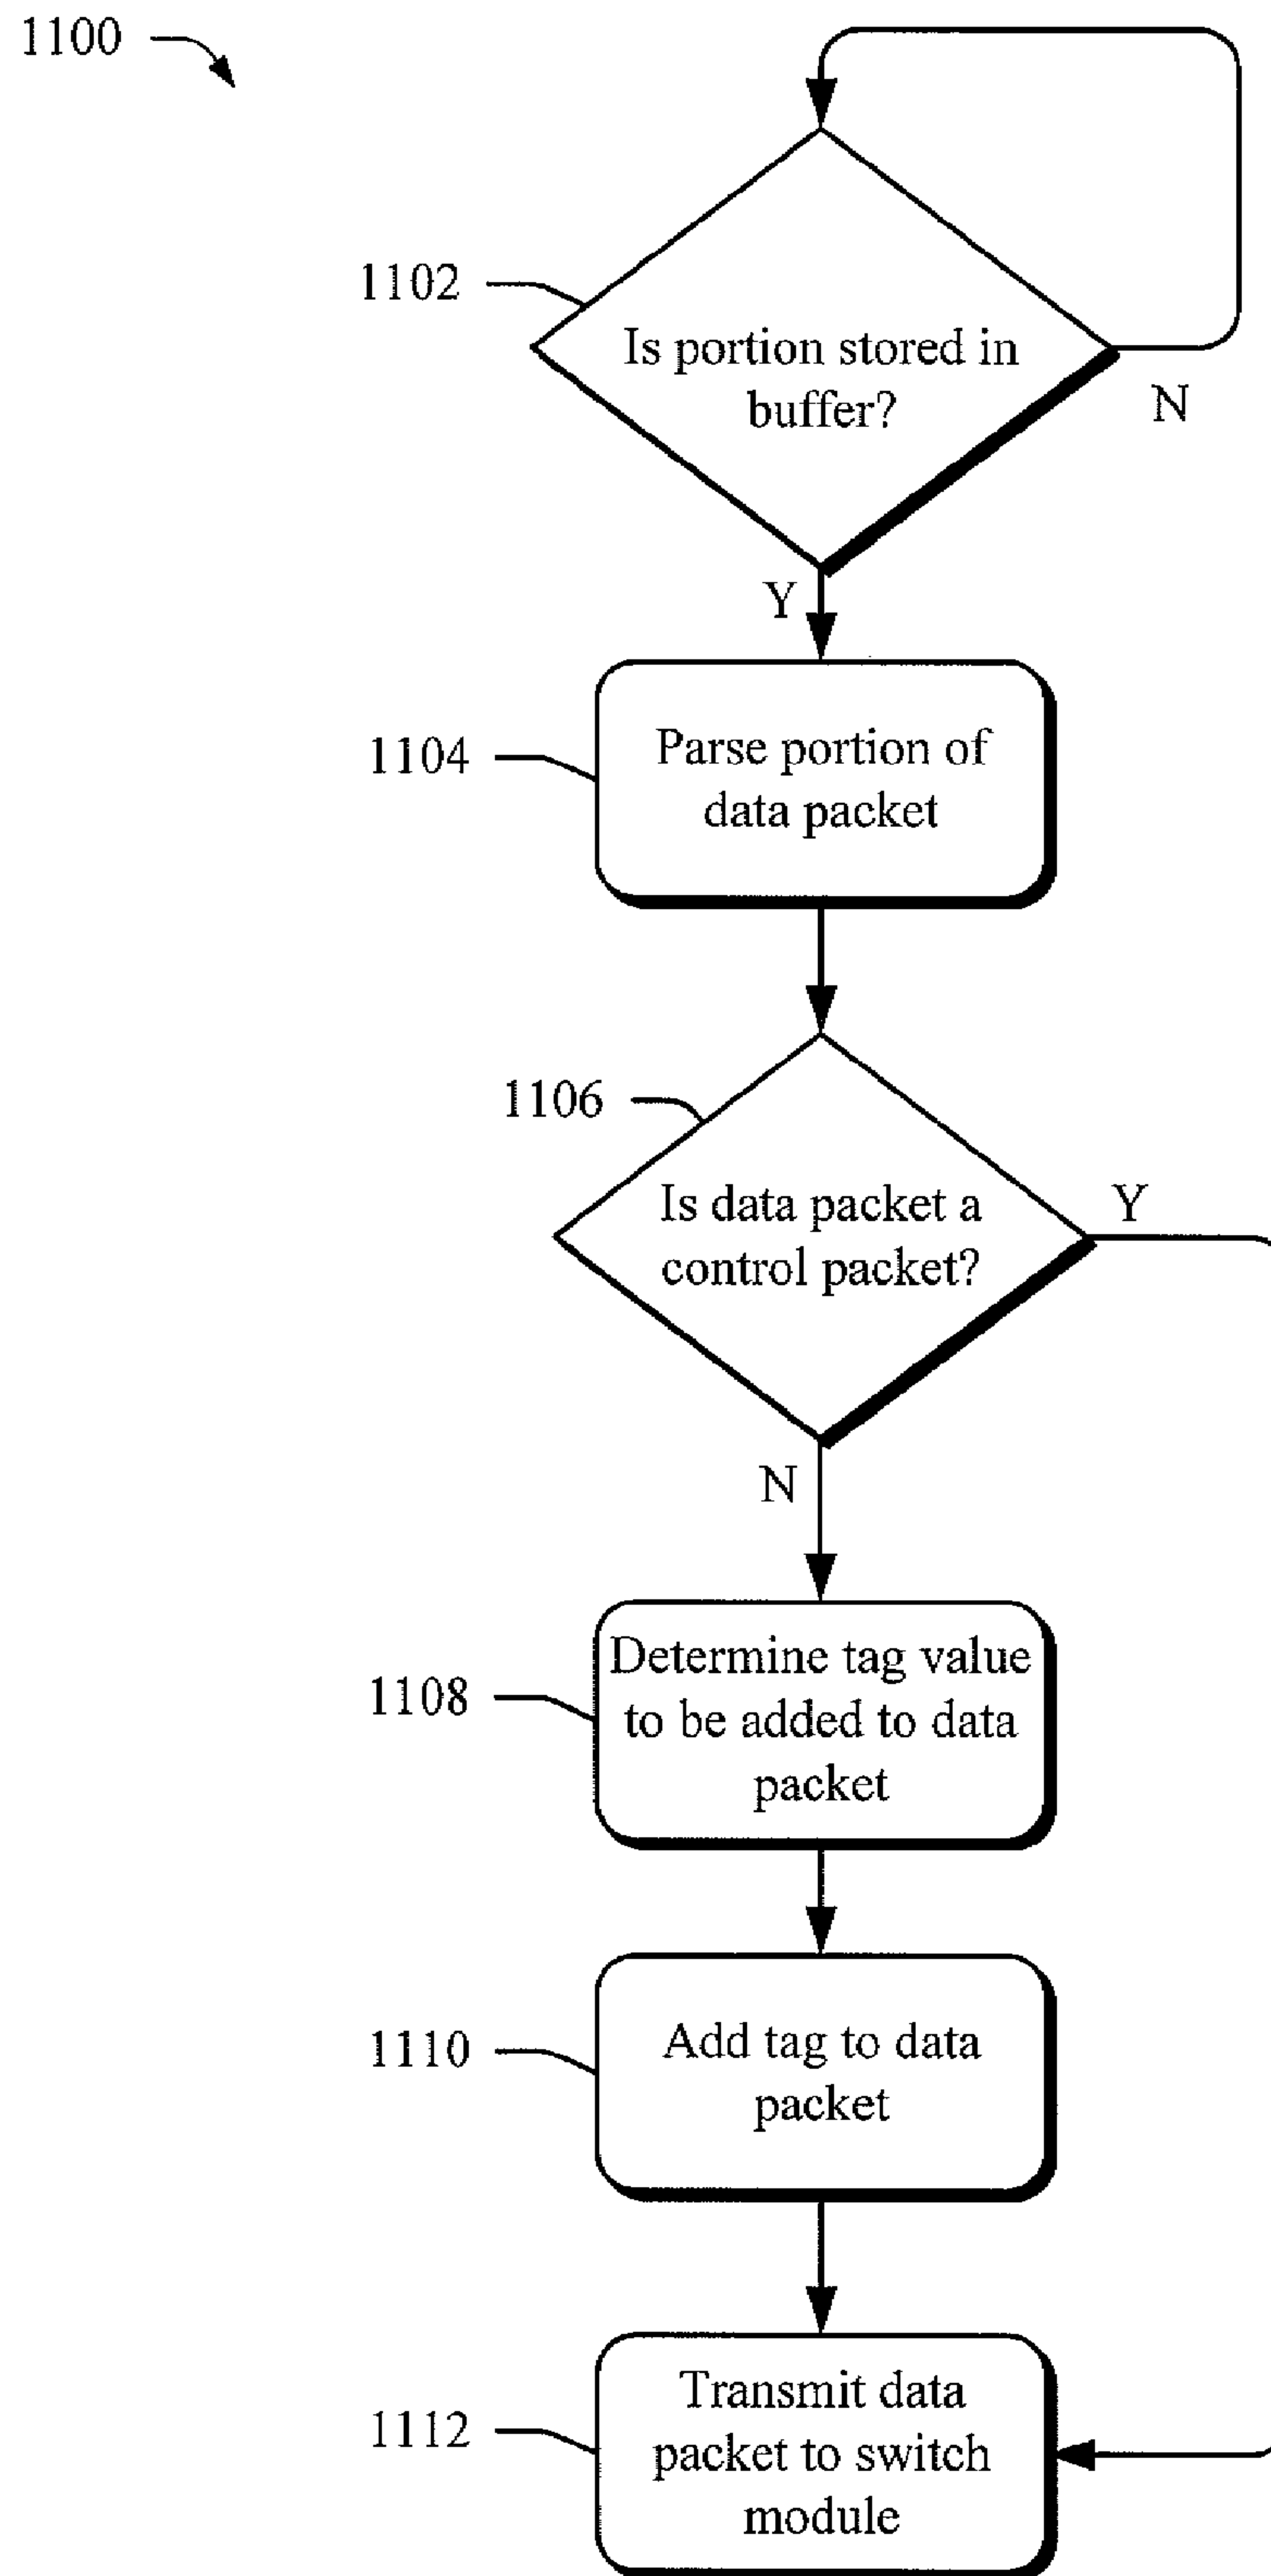 1100
1102
Is portion stored in
buffer?
N
Y
1104
Parse portion of
data packet
1106
Is data packet a
control packet?
Y
N
1108
Determine tag value
to be added to data
packet
1110
Add tag to data
packet
1112
Transmit data
packet to switch
module